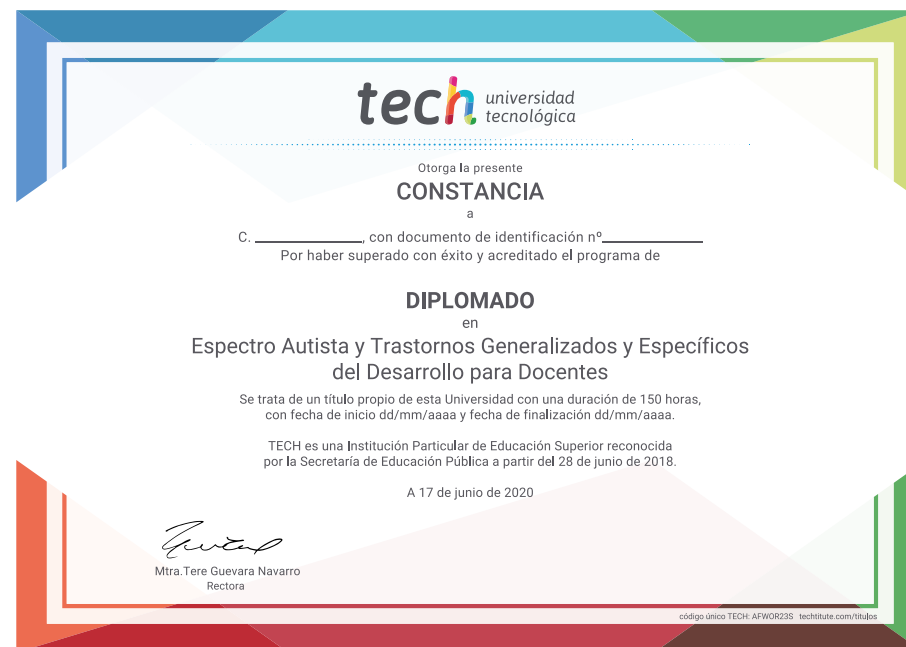 tech universidad
tecnológica
Otorga la presente
CONSTANCIA
a
C. ____________, con documento de identificación nº____________
Por haber superado con éxito y acreditado el programa de
DIPLOMADO
en
Espectro Autista y Trastornos Generalizados y Específicos
del Desarrollo para Docentes
Se trata de un título propio de esta Universidad con una duración de 150 horas,
con fecha de inicio dd/mm/aaaa y fecha de finalización dd/mm/aaaa.
TECH es una Institución Particular de Educación Superior reconocida
por la Secretaría de Educación Pública a partir del 28 de junio de 2018.
A 17 de junio de 2020
Mtra.Tere Guevara Navarro
Rectora
código único TECH: AFWOR23S techtitute.com/titulos